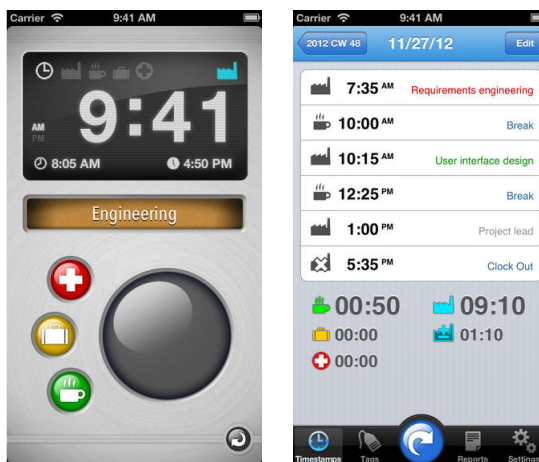 Carrier 9:41 AM
AM
PM
9:41
8:05 AM 4:50 PM
Engineering
Carrier 9:41 AM
2012 CW 48 11/27/12 Edit
7:35 AM Requirements engineering
10:00 AM Break
10:15 AM User interface design
12:25 PM Break
1:00 PM Project lead
5:35 PM Clock Out
00:50 09:10
00:00 01:10
00:00
Timestamps Tags Reports Settings